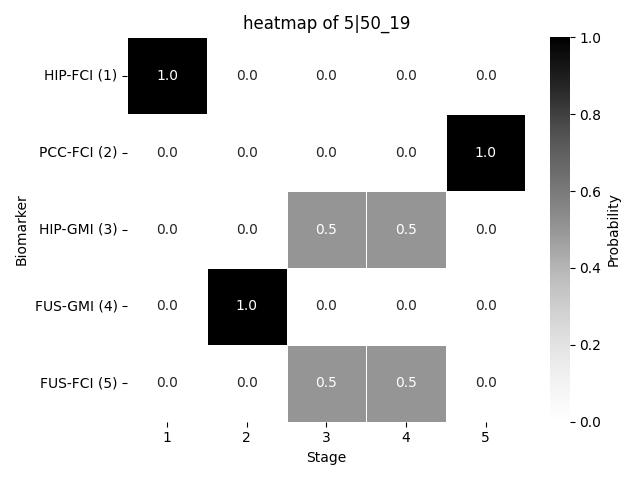 heatmap of 5|50_19
HIP-FCI (1)
1.0 0.0 0.0 0.0 0.0
PCC-FCI (2)
0.0 0.0 0.0 0.0 1.0
HIP-GMI (3)
0.0 0.0 0.5 0.5 0.0
FUS-GMI (4)
0.0 1.0 0.0 0.0 0.0
FUS-FCI (5)
0.0 0.0 0.5 0.5 0.0
1 2 3 4 5
Stage
Biomarker
1.0
0.8
0.6
0.4
0.2
0.0
Probability